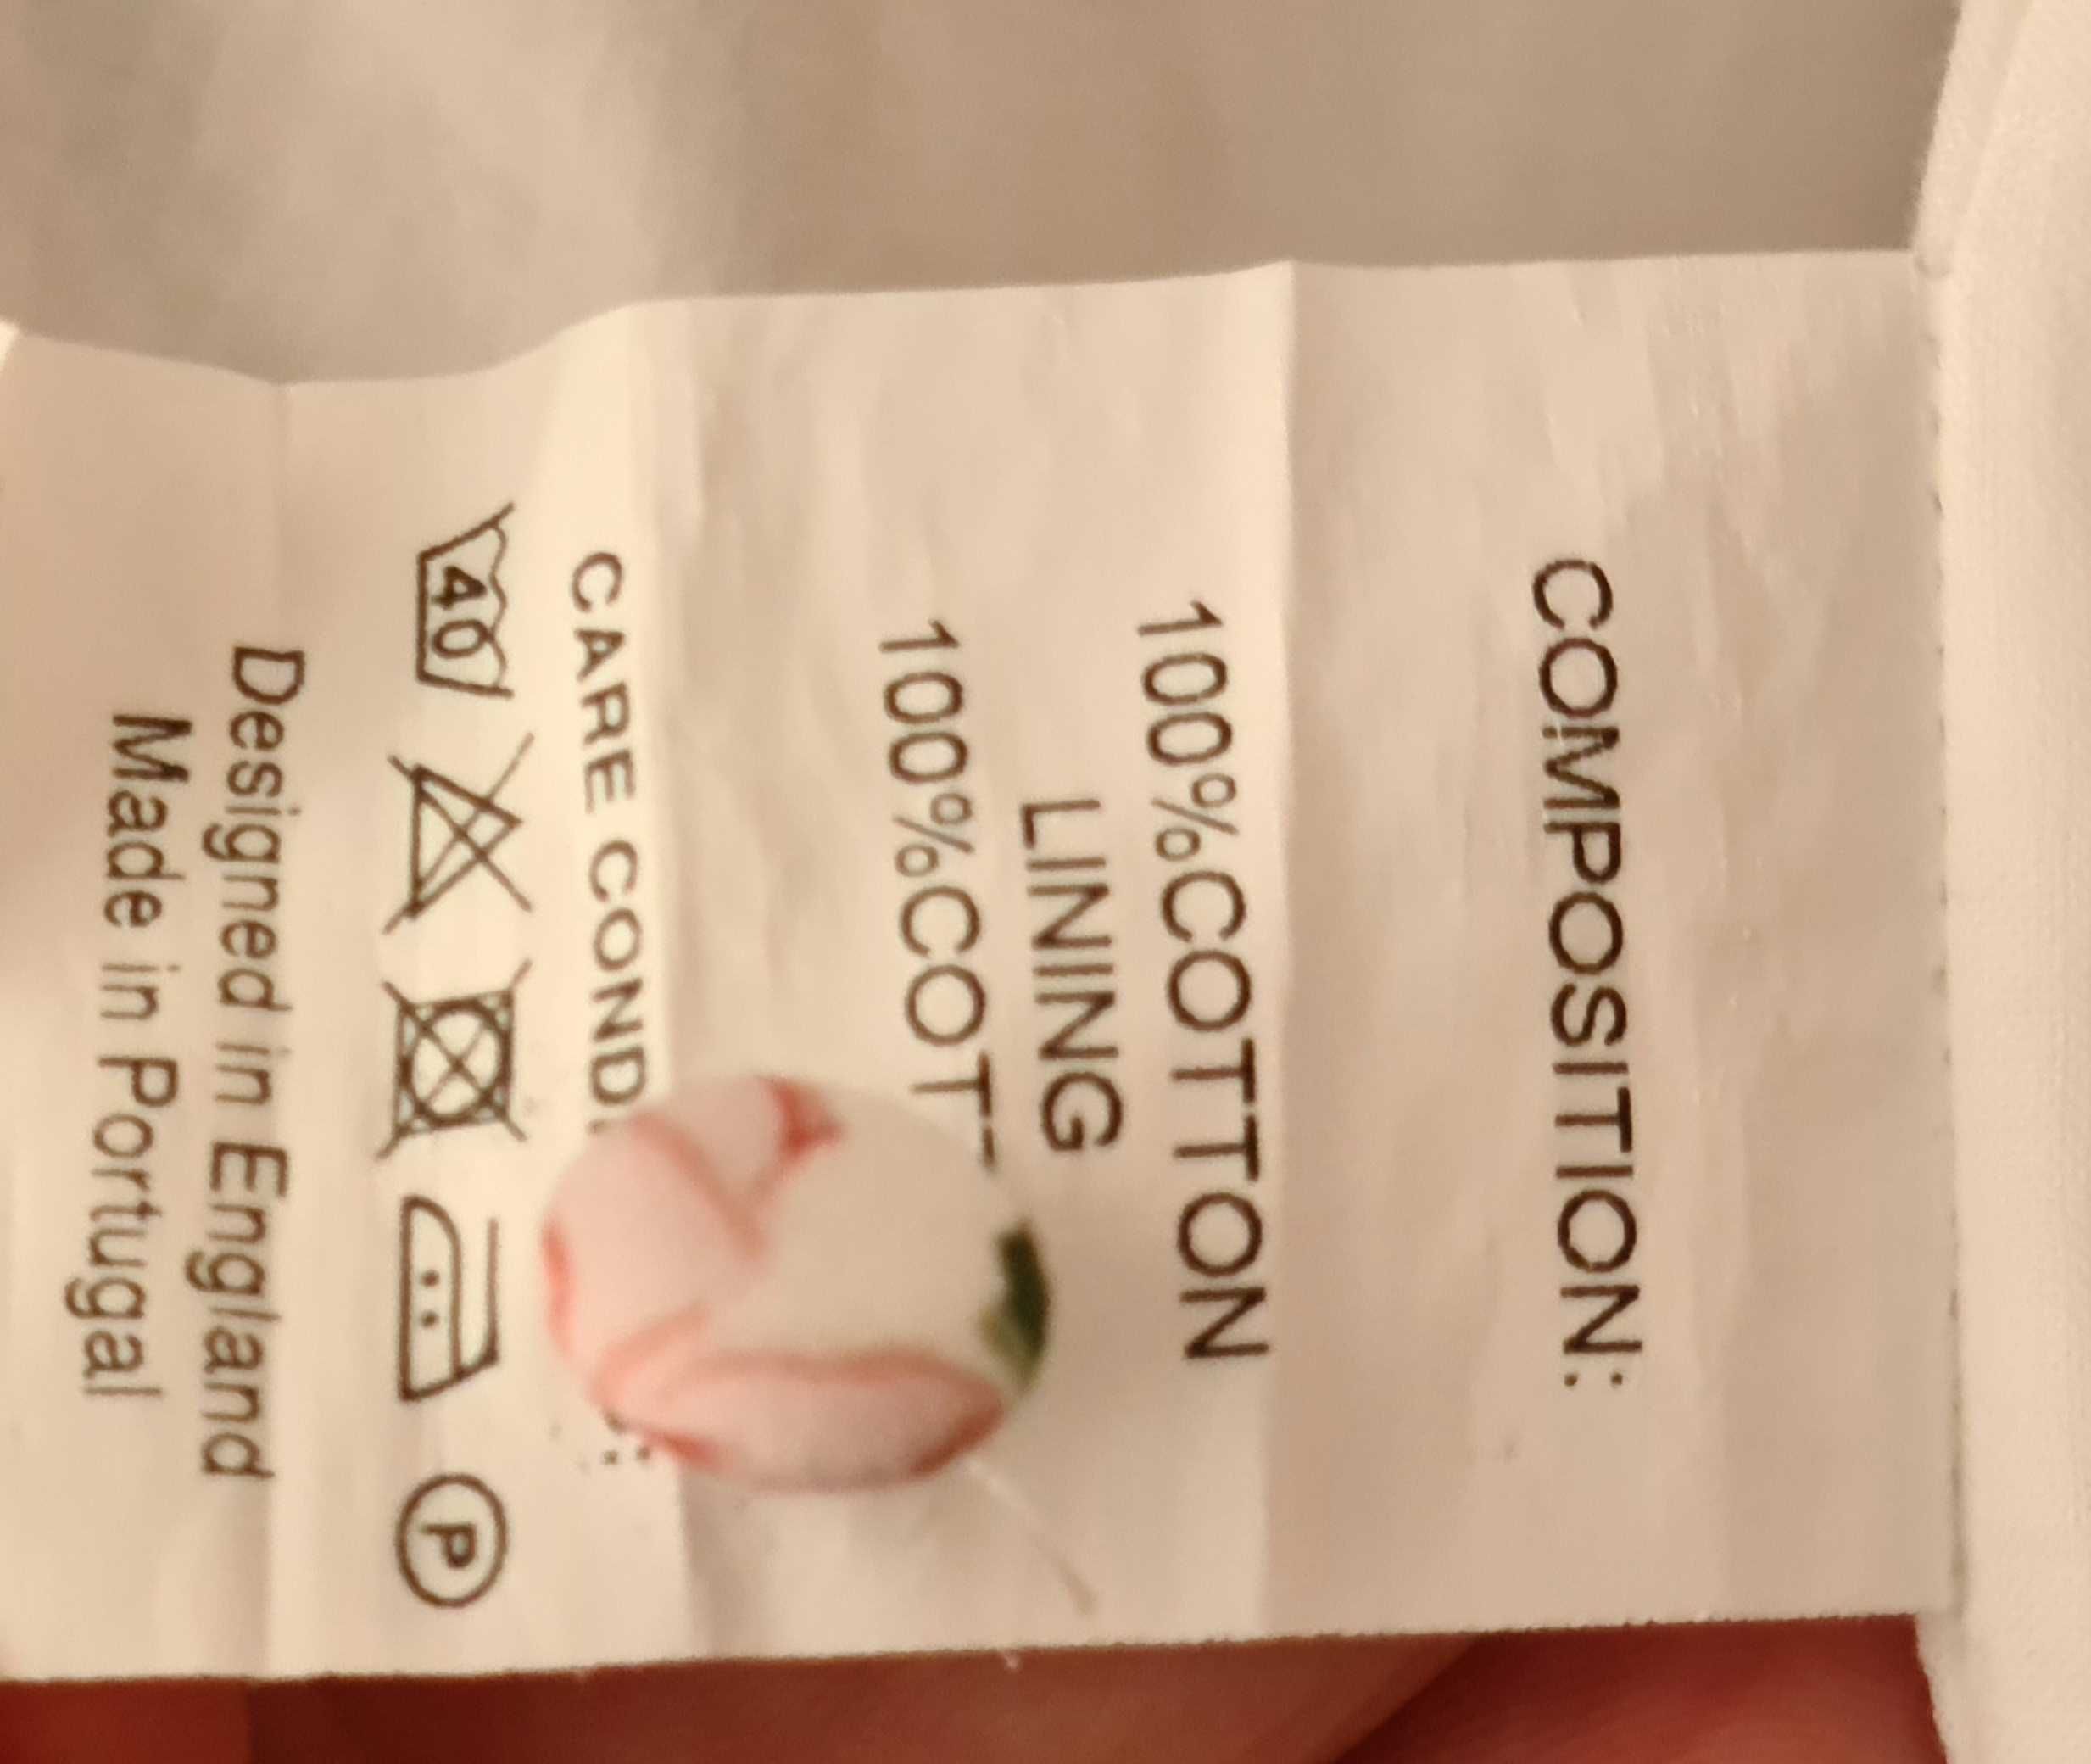 COMPOSITION:
100%COTTON
LINING
100%COT
CARE COND
40
P
Designed in England
Made in Portugal